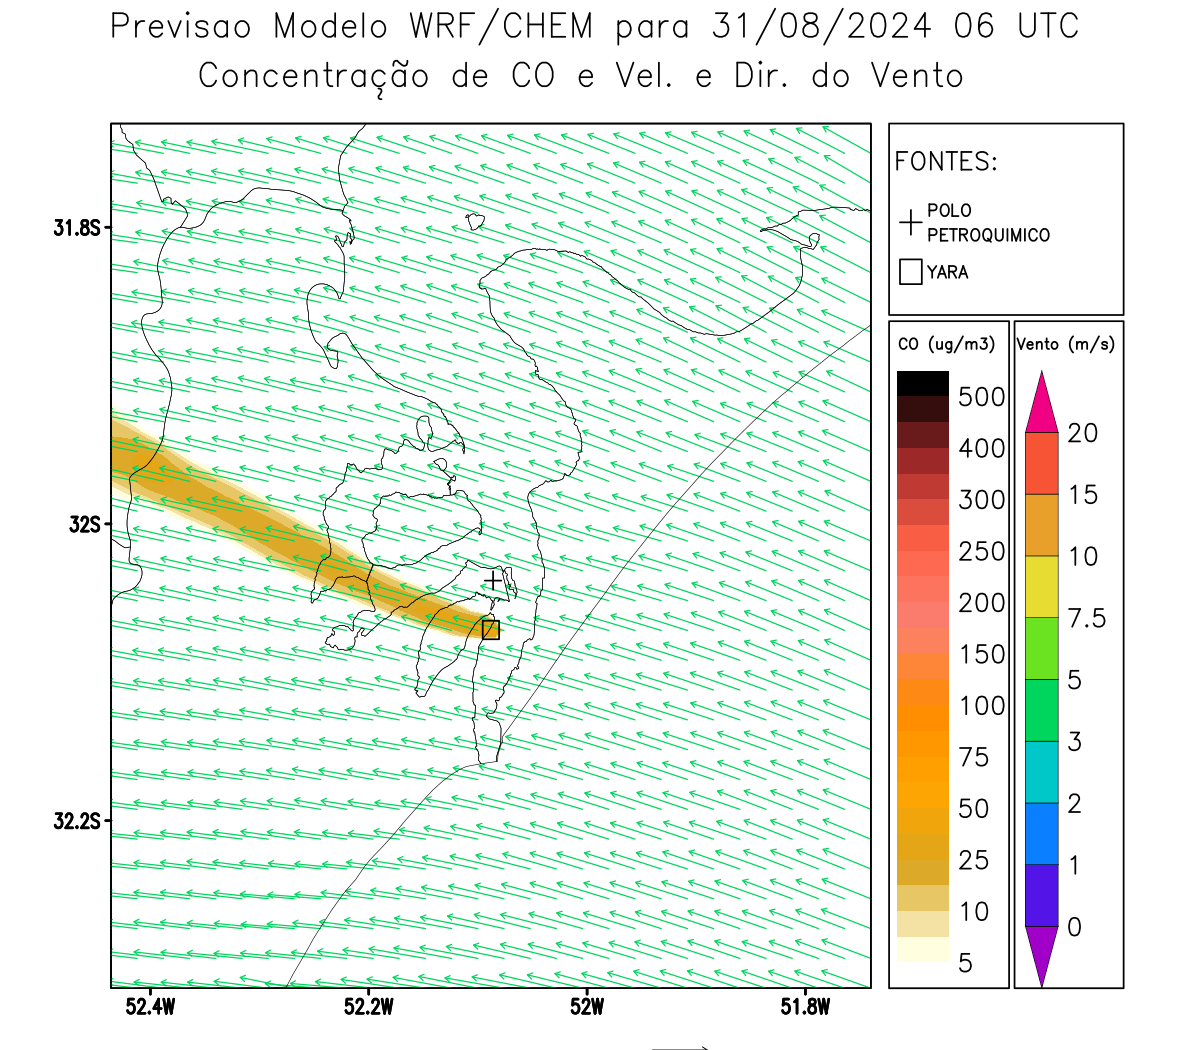 Previsao Modelo WRF/CHEM para 31/08/2024 06 UTC
Concentração de CO e Vel. e Dir. do Vento
FONTES:
POLO
PETROQUIMICO
YARA
31.8S
32S
32.2S
52.4W
52.2W
52W
51.8W
CO (ug/m3)
500
400
300
250
200
150
100
75
50
25
10
5
Vento (m/s)
20
15
10
7.5
5
3
2
1
0